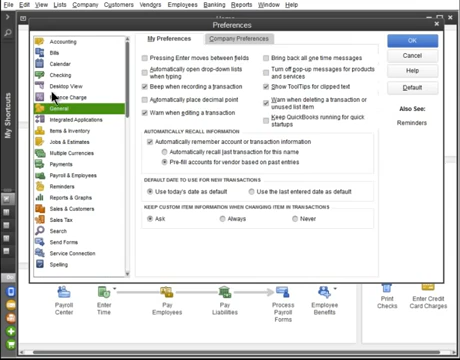 File Edit View Lists Company Customers Vendors Employees Banking Reports Window Help
Preferences
My Shortcuts
Accounting
Bills
Calendar
Checking
Desktop View
Finance Charge
General
Integrated Applications
Items & Inventory
Jobs & Estimates
Multiple Currencies
Payments
Payroll & Employees
Reminders
Reports & Graphs
Sales & Customers
Sales Tax
Search
Send Forms
Service Connection
Spelling
My Preferences Company Preferences
Pressing Enter moves between fields
Automatically open drop-down lists
when typing
Beep when recording a transaction
Automatically place decimal point
Warn when editing a transaction
Bring back all one time messages
Turn off pop-up messages for products
and services
Show ToolTips for clipped text
Warn when deleting a transaction or
unused list item
Keep QuickBooks running for quick
startups
AUTOMATICALLY RECALL INFORMATION
Automatically remember account or transaction information
Automatically recall last transaction for this name
Pre-fill accounts for vendor based on past entries
DEFAULT DATE TO USE FOR NEW TRANSACTIONS
Use today's date as default Use the last entered date as default
KEEP CUSTOM ITEM INFORMATION WHEN CHANGING ITEM IN TRANSACTIONS
Ask Always Never
OK
Cancel
Help
Default
Also See:
Reminders
Payroll
Center
Enter
Time
Pay
Employees
Pay
Liabilities
Process
Payroll
Forms
Employee
Benefits
Print
Checks
Enter Credit
Card Charges